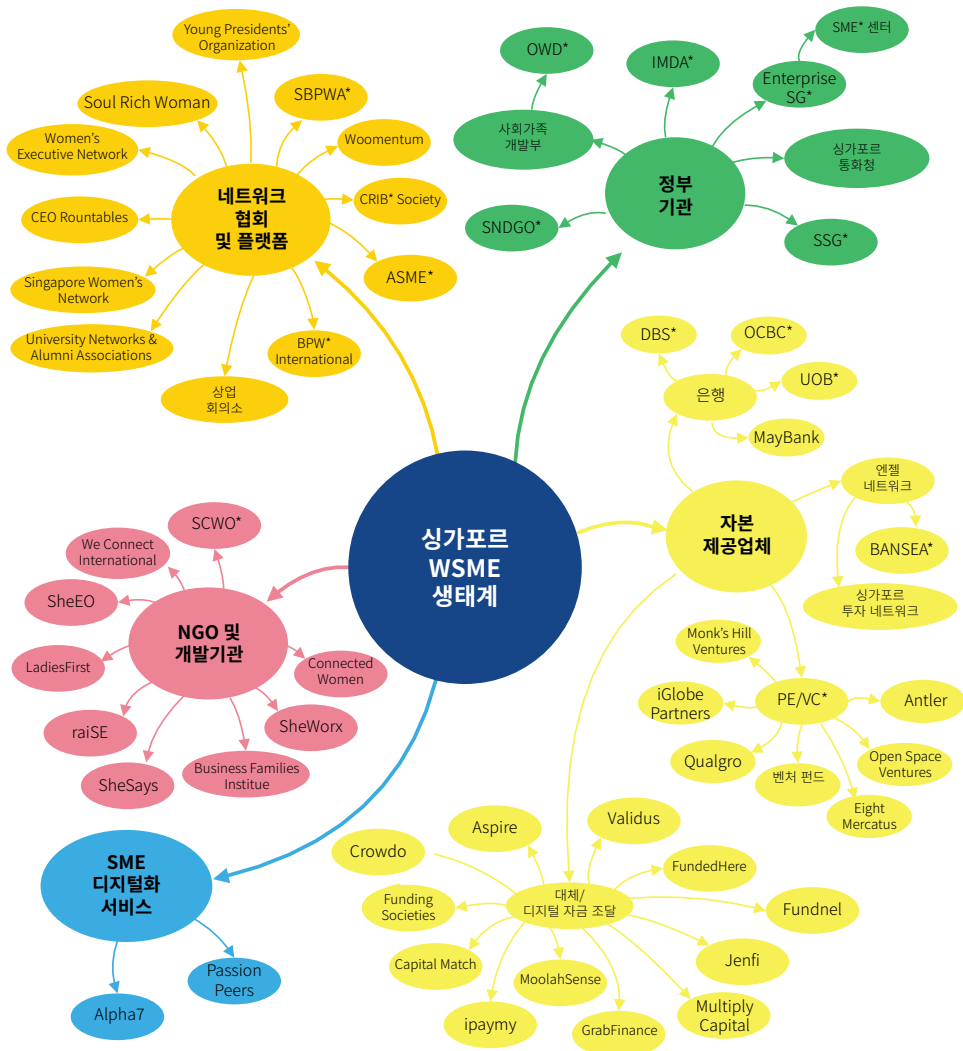 Young Presidents'
Organization
Soul Rich Woman
SBPWA*
Women's
Executive Network
Woomentum
네트워크
협회
및 플랫폼
CRIB* Society
CEO Rountables
ASME*
Singapore Women's
Network
University Networks &
Alumni Associations
BPW*
International
상업
회의소
OWD*
IMDA*
SME* 센터
Enterprise
SG*
사회가족
개발부
싱가포르
통화청
정부
기관
SNDGO*
SSG*
DBS*
OCBC*
은행
UOB*
MayBank
엔젤
네트워크
자본
제공업체
BANSEA*
싱가포르
투자 네트워크
싱가포르
WSME
생태계
SCWO*
We Connect
International
SheEO
NGO 및
개발기관
LadiesFirst
Connected
Women
raiSE
SheWorx
SheSays
Business Families
Institue
Monk's Hill
Ventures
iGlobe
Partners
PE/VC*
Antler
Qualgro
벤처 펀드
Open Space
Ventures
Eight
Mercatus
SME
디지털화
서비스
Alpha7
Passion
Peers
Crowdo
Aspire
Validus
FundedHere
Funding
Societies
대체/
디지털 자금 조달
Fundnel
Capital Match
MoolahSense
Jenfi
ipaymy
GrabFinance
Multiply
Capital